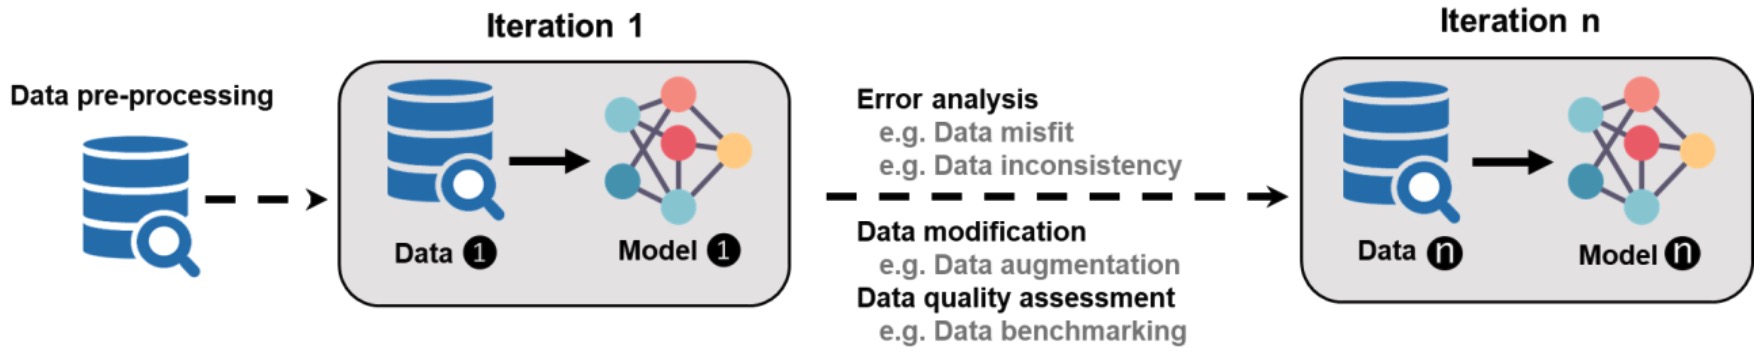 Data pre-processing
Iteration 1
Data 1
Model 1
Error analysis
e.g. Data misfit
e.g. Data inconsistency
Data modification
e.g. Data augmentation
Data quality assessment
e.g. Data benchmarking
Iteration n
Data n
Model n